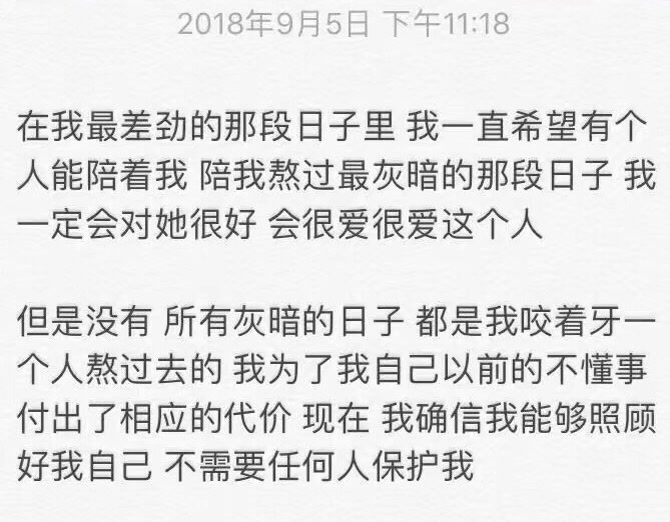 2018年9月5日 下午11:18
在我最差劲的那段日子里 我一直希望有个
人能陪着我 陪我熬过最灰暗的那段日子 我
一定会对她很好 会很爱很爱这个人
但是没有 所有灰暗的日子 都是我咬着牙一
个人熬过去的 我为了我自己以前的不懂事
付出了相应的代价 现在 我确信我能够照顾
好我自己 不需要任何人保护我